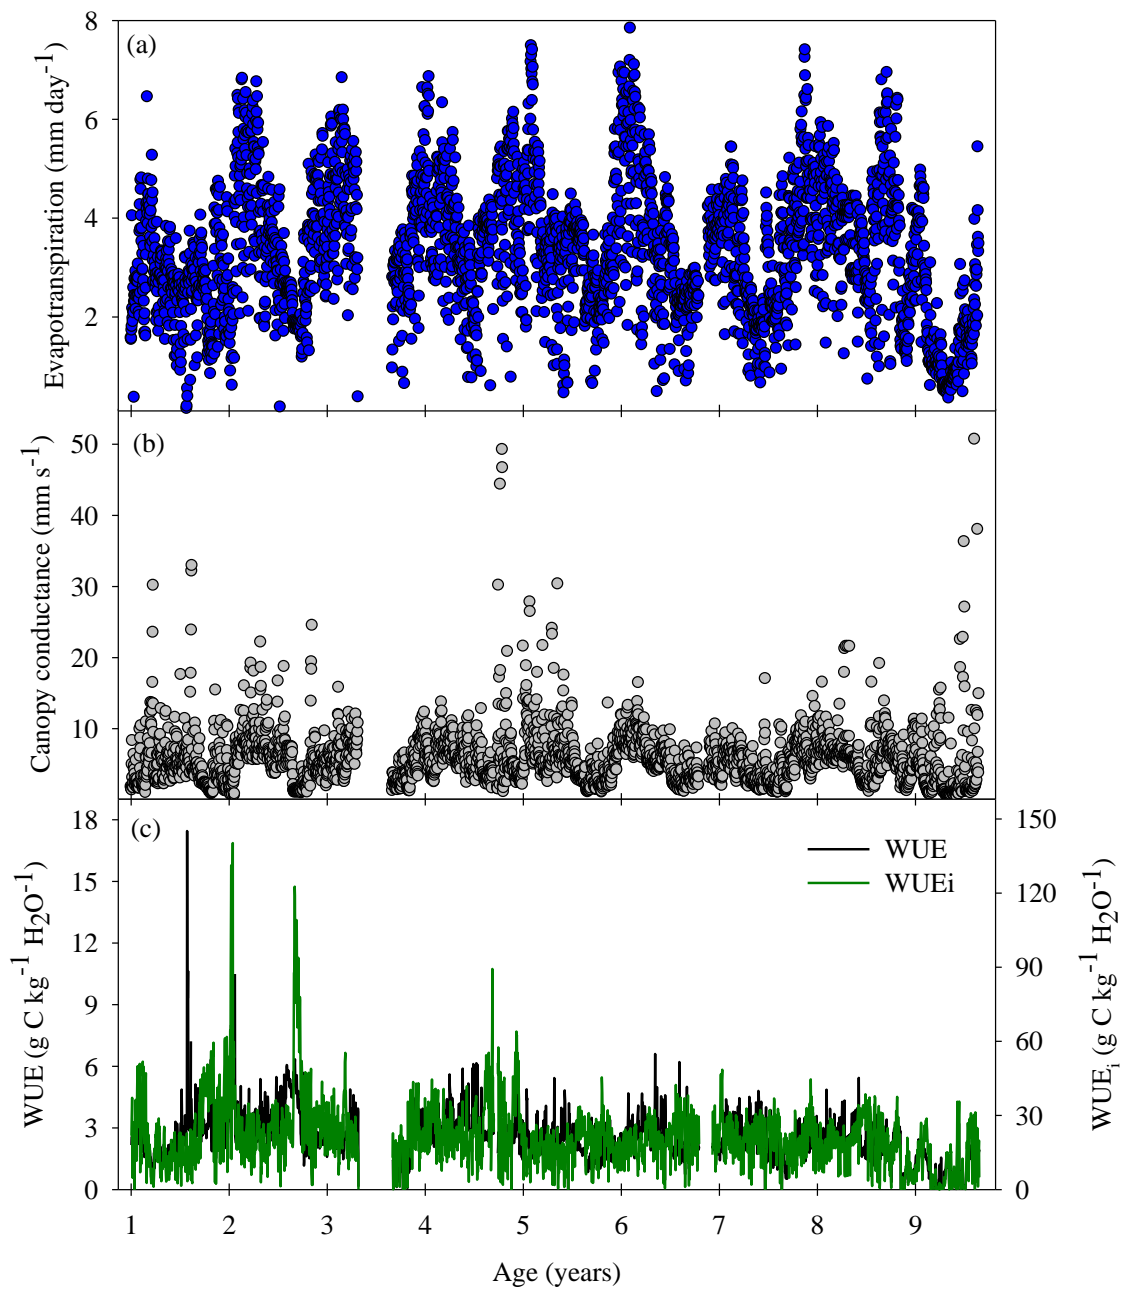 (a)
Evapotranspiration (mm day-1)
8
6
4
2
(b)
Canopy conductance (mm s-1)
50
40
30
20
10
(c)
WUE (g C kg-1 H2O-1)
18
15
12
9
6
3
0
WUE
WUEi
150
120
90
60
30
0
WUEi (g C kg-1 H2O-1)
1 2 3 4 5 6 7 8 9
Age (years)